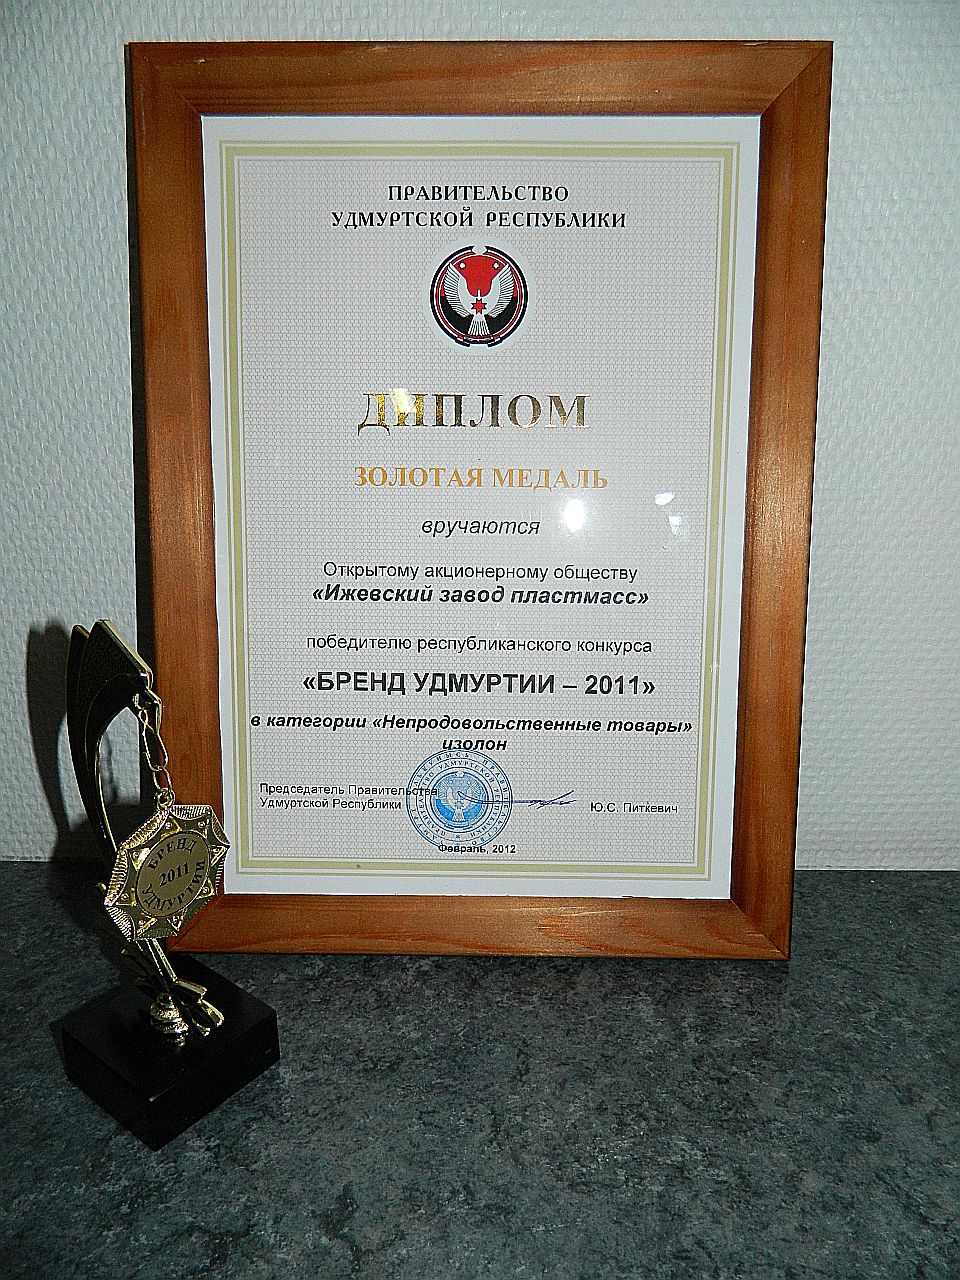 ПРАВИТЕЛЬСТВО
УДМУРТСКОЙ РЕСПУБЛИКИ
ДИПЛОМ
ЗОЛОТАЯ МЕДАЛЬ
вручаются
Открытому акционерному обществу
«Ижевский завод пластмасс»
победителю республиканского конкурса
«БРЕНД УДМУРТИИ – 2011»
в категории «Непродовольственные товары»
изолон
Председатель Правительства
Удмуртской Республики
Ю.С. Питкевич
Февраль, 2012
БРЕНД
2011
УДМУРТИИ